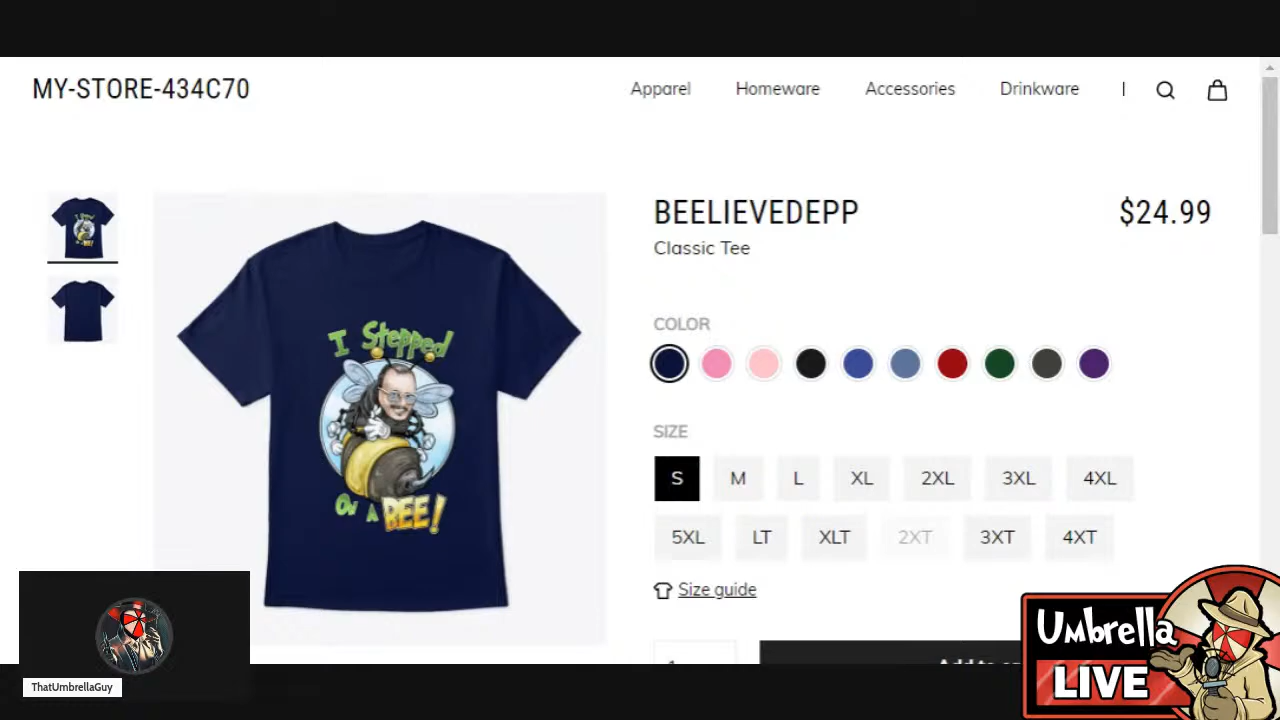 MY-STORE-434C70
Apparel
Homeware
Accessories
Drinkware
BEELIEVEDEPP
$24.99
Classic Tee
I Stepped
On A BEE!
COLOR
SIZE
S
M
L
XL
2XL
3XL
4XL
5XL
LT
XLT
2XT
3XT
4XT
Size guide
ThatUmbrellaGuy
Umbrella
LIVE